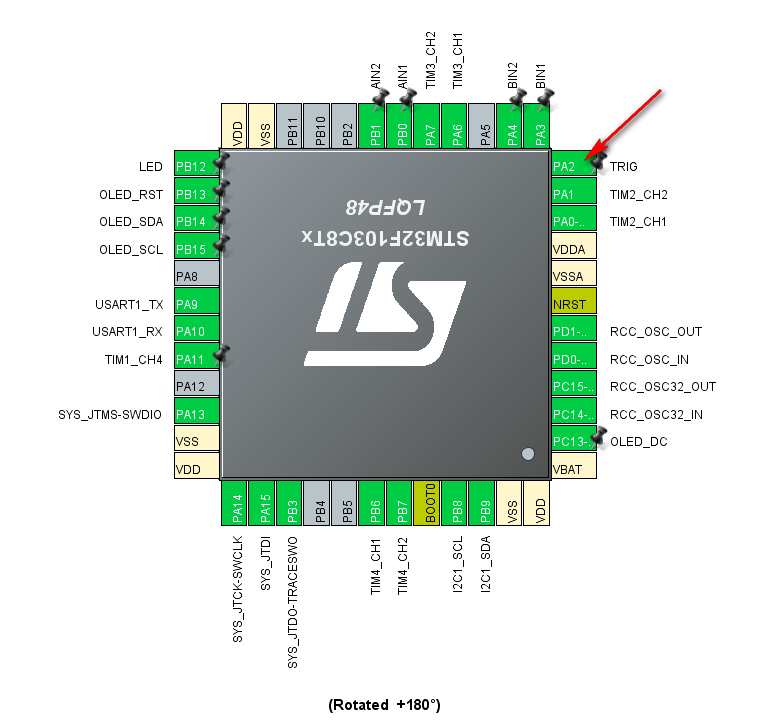 AIN2
AIN1
TIM3_CH2
TIM3_CH1
BIN2
BIN1
VDD
VSS
PB11
PB10
PB2
PB1
PB0
PA7
PA6
PA5
PA4
PA3
LED PB12
OLED_RST PB13
OLED_SDA PB14
OLED_SCL PB15
PA8
USART1_TX PA9
USART1_RX PA10
TIM1_CH4 PA11
PA12
SYS_JTMS-SWDIO PA13
VSS
VDD
LQFP48
STM32F103C8Tx
PA2 TRIG
PA1 TIM2_CH2
PA0-.. TIM2_CH1
VDDA
VSSA
NRST
PD1-.. RCC_OSC_OUT
PD0-.. RCC_OSC_IN
PC15-.. RCC_OSC32_OUT
PC14-.. RCC_OSC32_IN
PC13-.. OLED_DC
VBAT
PA14
PA15
PB3
PB4
PB5
PB6
PB7
BOOT0
PB8
PB9
VSS
VDD
SYS_JTCK-SWCLK
SYS_JTDI
SYS_JTDO-TRACESWO
TIM4_CH1
TIM4_CH2
I2C1_SCL
I2C1_SDA
(Rotated +180°)